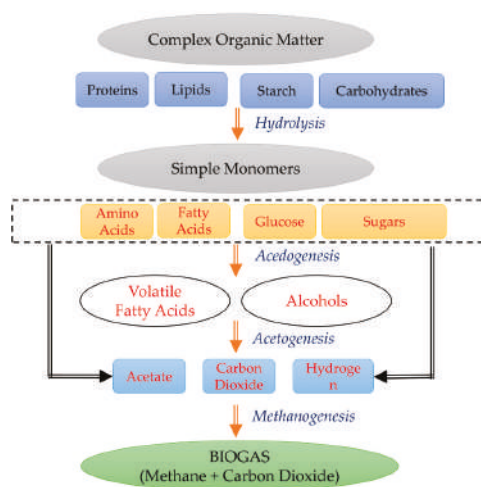 Complex Organic Matter
Proteins
Lipids
Starch
Carbohydrates
Hydrolysis
Simple Monomers
Amino
Acids
Fatty
Acids
Glucose
Sugars
Acedogenesis
Volatile
Fatty Acids
Alcohols
Acetogenesis
Acetate
Carbon
Dioxide
Hydroge
n
Methanogenesis
BIOGAS
(Methane + Carbon Dioxide)